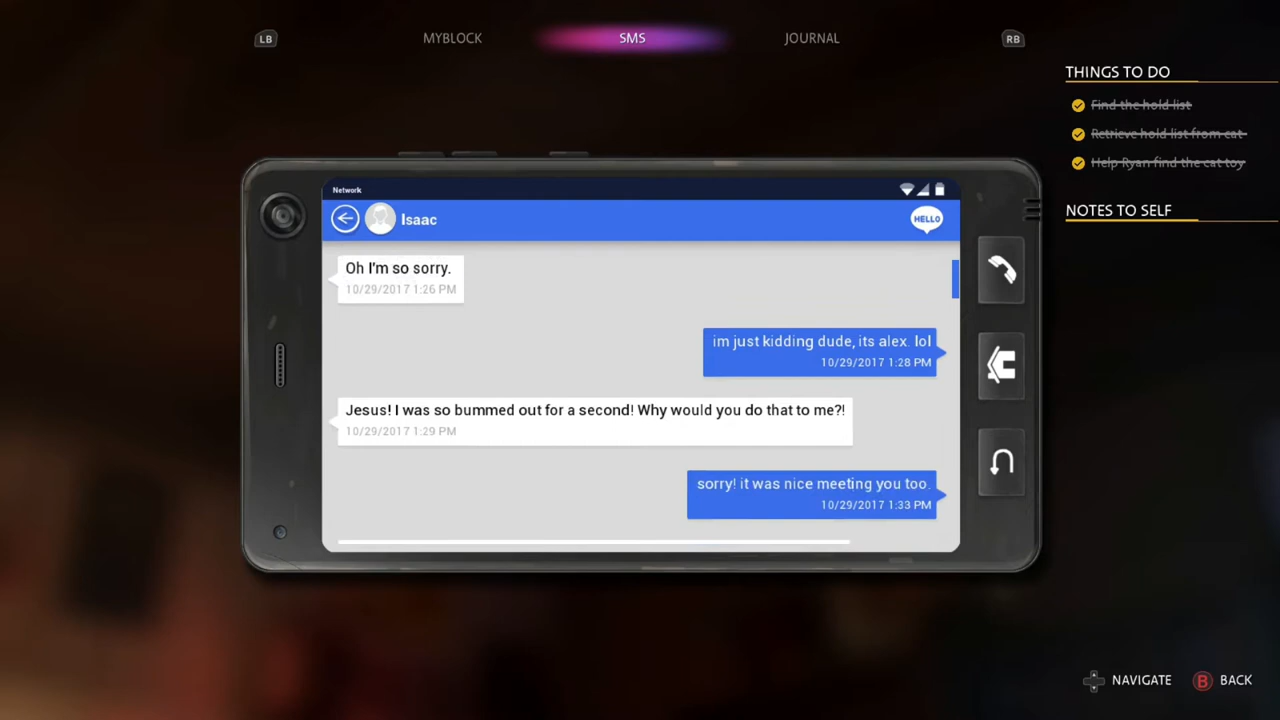 LB
MYBLOCK
SMS
JOURNAL
RB
THINGS TO DO
Find the hold list
Retrieve hold list from cat
Help Ryan find the cat toy
NOTES TO SELF
Network
Isaac
HELLO
Oh I'm so sorry.
10/29/2017 1:26 PM
im just kidding dude, its alex. lol
10/29/2017 1:28 PM
Jesus! I was so bummed out for a second! Why would you do that to me?!
10/29/2017 1:29 PM
sorry! it was nice meeting you too.
10/29/2017 1:33 PM
NAVIGATE
B BACK